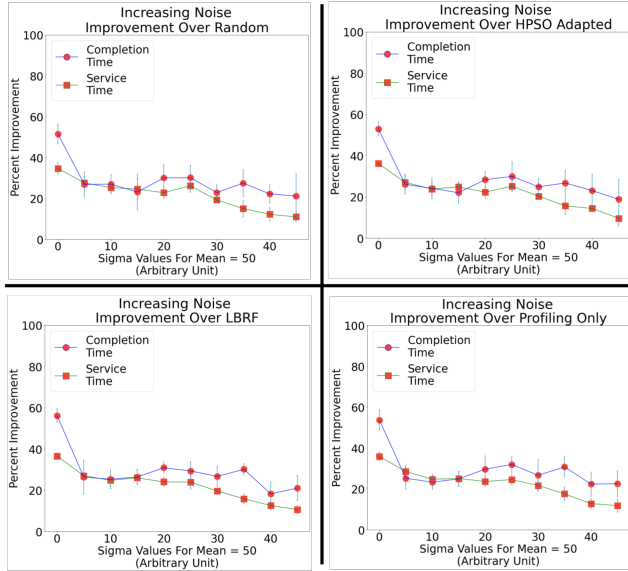 Increasing Noise
Improvement Over Random
Percent Improvement
100
80
60
40
20
0
Completion
Time
Service
Time
0 10 20 30 40
Sigma Values For Mean = 50
(Arbitrary Unit)
Increasing Noise
Improvement Over HPSO Adapted
Percent Improvement
100
80
60
40
20
0
Completion
Time
Service
Time
0 10 20 30 40
Sigma Values For Mean = 50
(Arbitrary Unit)
Increasing Noise
Improvement Over LBRF
Percent Improvement
100
80
60
40
20
0
Completion
Time
Service
Time
0 10 20 30 40
Sigma Values For Mean = 50
(Arbitrary Unit)
Increasing Noise
Improvement Over Profiling Only
Percent Improvement
100
80
60
40
20
0
Completion
Time
Service
Time
0 10 20 30 40
Sigma Values For Mean = 50
(Arbitrary Unit)